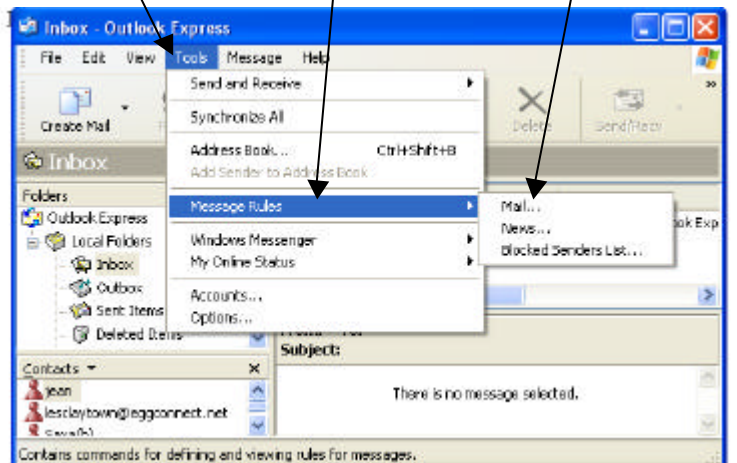 Inbox - Outlook Express
File Edit View Tools Message Help
Send and Receive
Synchronize All
Address Book... Ctrl+Shift+B
Add Sender to Address Book
Message Rules
Windows Messenger
My Online Status
Accounts...
Options...
Mail...
News...
Blocked Senders List...
Create Mail
Delete
Send/Recv
Inbox
Folders
Outlook Express
Local Folders
Inbox
Outbox
Sent Items
Deleted Items
Subject:
Contacts
jean
lesclaytown@eggconnect.net
There is no message selected.
Contains commands for defining and viewing rules for messages.